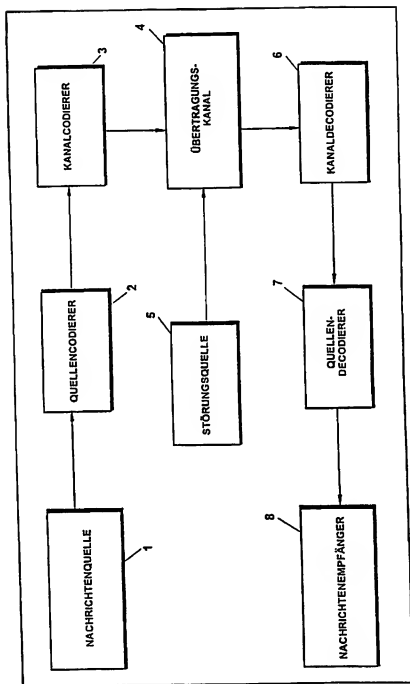 NACHRICHTENQUELLE
1
QUELLENCODIERER
2
KANALCODIERER
3
ÜBERTRAGUNGS-
KANAL
4
STÖRUNGSQUELLE
5
KANALDECODIERER
6
QUELLEN-
DECODIERER
7
NACHRICHTENEMPFÄNGER
8